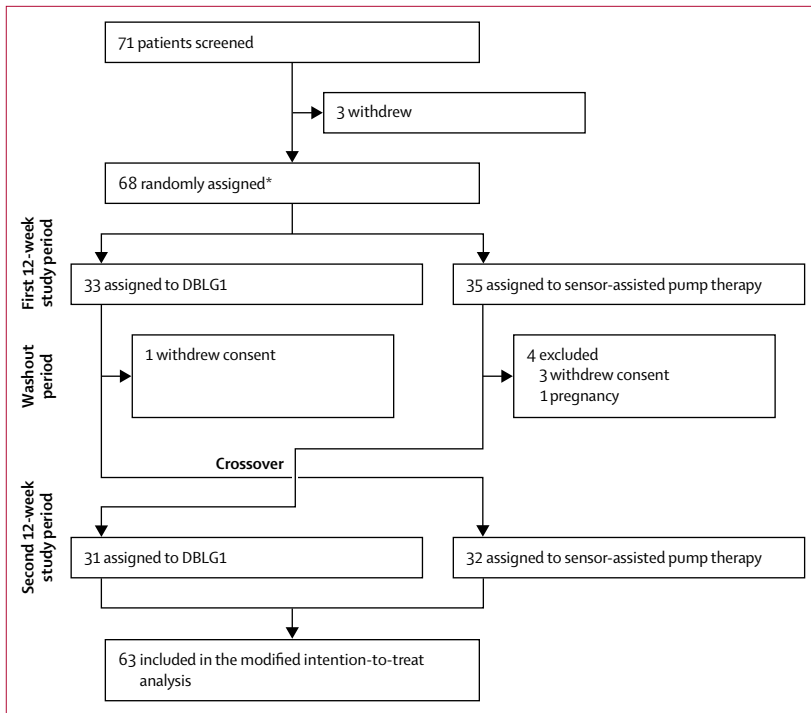 71 patients screened
3 withdrew
68 randomly assigned*
First 12-week
study period
33 assigned to DBLG1
35 assigned to sensor-assisted pump therapy
Washout
period
1 withdrew consent
4 excluded
3 withdrew consent
1 pregnancy
Crossover
Second 12-week
study period
31 assigned to DBLG1
32 assigned to sensor-assisted pump therapy
63 included in the modified intention-to-treat
analysis